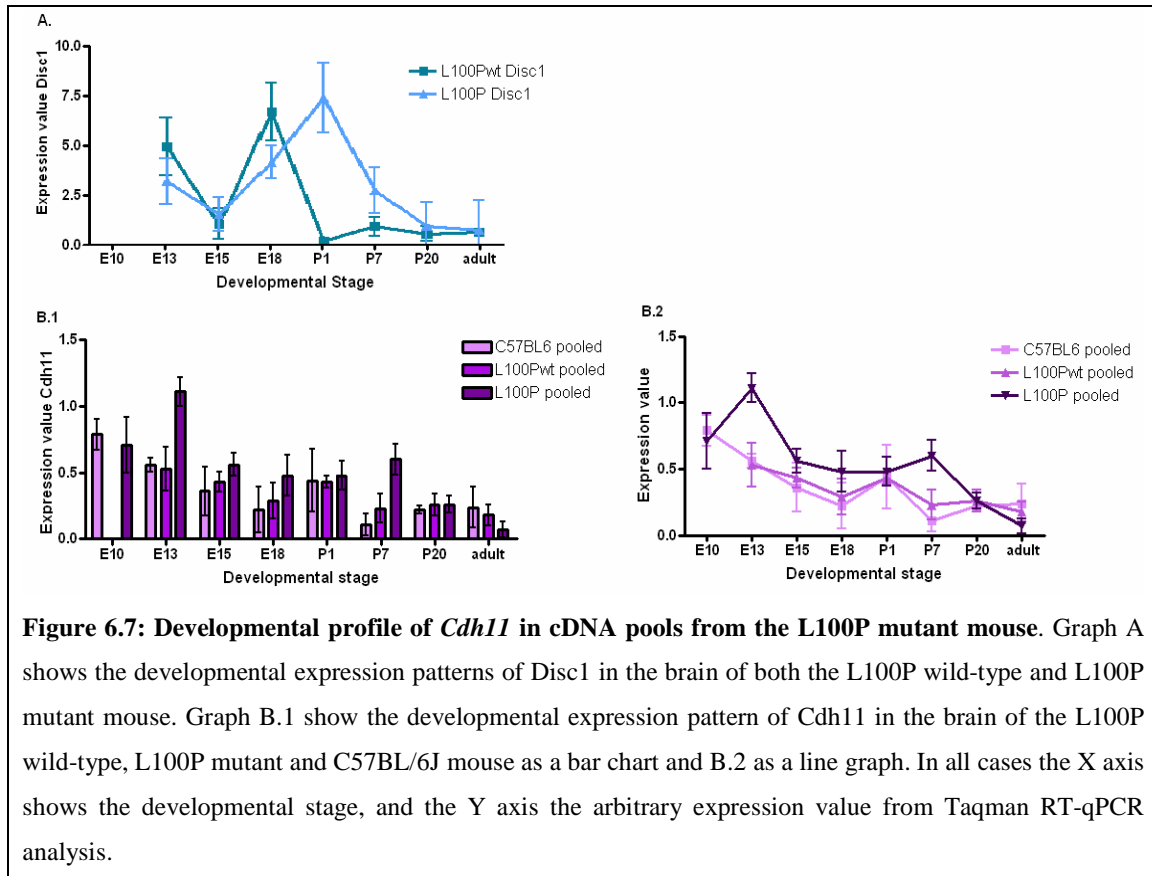 A.
10.0
7.5
5.0
2.5
0.0
Expression value Disc1
L100Pwt Disc1
L100P Disc1
E10 E13 E15 E18 P1 P7 P20 adult
Developmental Stage
B.1
1.5
1.0
0.5
0.0
Expression value Cdh11
C57BL6 pooled
L100Pwt pooled
L100P pooled
E10 E13 E15 E18 P1 P7 P20 adult
Developmental stage
B.2
1.5
1.0
0.5
0.0
Expression value
C57BL6 pooled
L100Pwt pooled
L100P pooled
E10 E13 E15 E18 P1 P7 P20 adult
Developmental stage
Figure 6.7: Developmental profile of Cdh11 in cDNA pools from the L100P mutant mouse. Graph A
shows the developmental expression patterns of Disc1 in the brain of both the L100P wild-type and L100P
mutant mouse. Graph B.1 show the developmental expression pattern of Cdh11 in the brain of the L100P
wild-type, L100P mutant and C57BL/6J mouse as a bar chart and B.2 as a line graph. In all cases the X axis
shows the developmental stage, and the Y axis the arbitrary expression value from Taqman RT-qPCR
analysis.